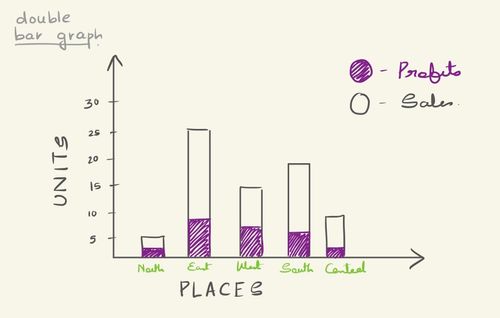 double
bar graph
- Profits
- Sales.
UNITS
30
25
20
15
10
5
North East West South Central
PLACES